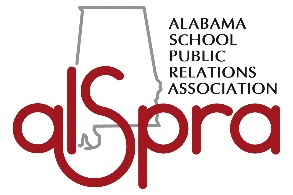 ALABAMA
SCHOOL
PUBLIC
RELATIONS
ASSOCIATION
alSpra